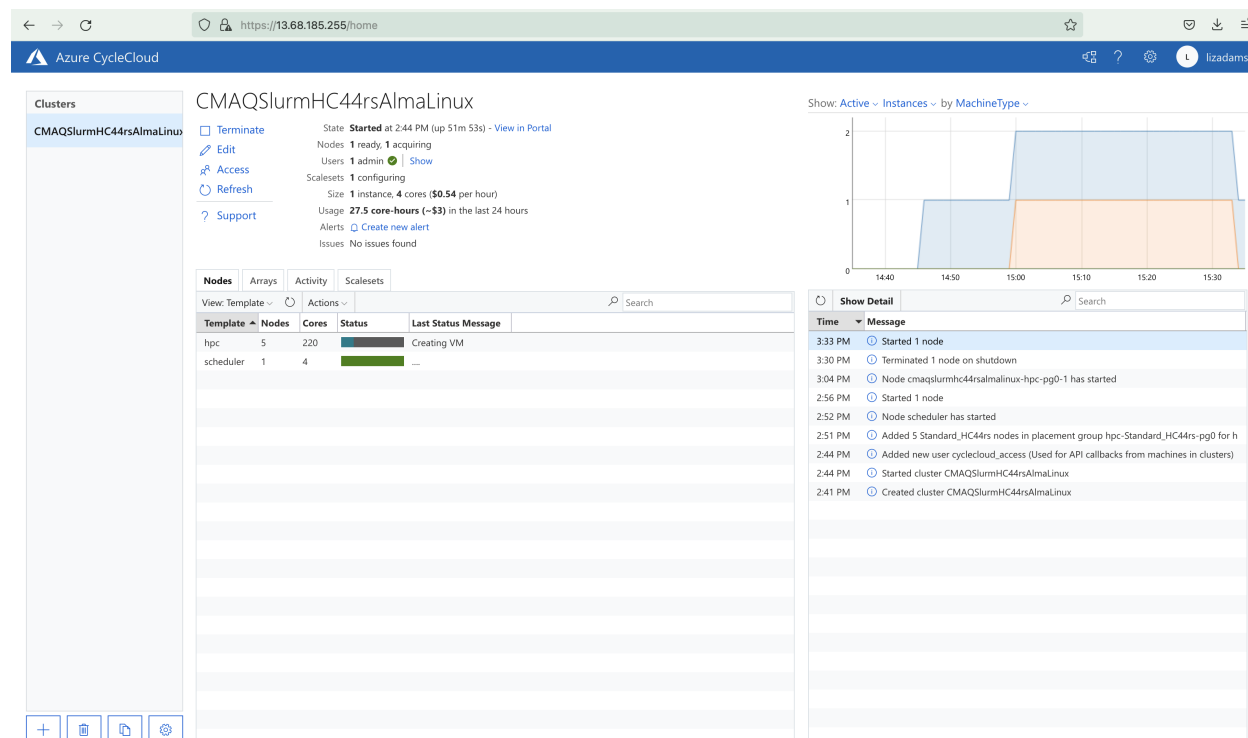 https://13.68.185.255/home
Azure CycleCloud
?
L
lizadams
Clusters
CMAQSlurmHC44rsAlmaLinux
CMAQSlurmHC44rsAlmaLinux
Terminate
Edit
Access
Refresh
? Support
State Started at 2:44 PM (up 51m 53s) - View in Portal
Nodes 1 ready, 1 acquiring
Users 1 admin Show
Scalesets 1 configuring
Size 1 instance, 4 cores ($0.54 per hour)
Usage 27.5 core-hours (~$3) in the last 24 hours
Alerts Create new alert
Issues No issues found
Nodes Arrays Activity Scalesets
View: Template Actions Search
Template Nodes Cores Status Last Status Message
hpc 5 220 Creating VM
scheduler 1 4 ...
Show: Active Instances by MachineType
2
1
0
14:40 14:50 15:00 15:10 15:20 15:30
Show Detail Search
Time Message
3:33 PM Started 1 node
3:30 PM Terminated 1 node on shutdown
3:04 PM Node cmaqslurmhc44rsalmalinux-hpc-pg0-1 has started
2:56 PM Started 1 node
2:52 PM Node scheduler has started
2:51 PM Added 5 Standard_HC44rs nodes in placement group hpc-Standard_HC44rs-pg0 for h
2:44 PM Added new user cyclecloud_access (Used for API callbacks from machines in clusters)
2:44 PM Started cluster CMAQSlurmHC44rsAlmaLinux
2:41 PM Created cluster CMAQSlurmHC44rsAlmaLinux